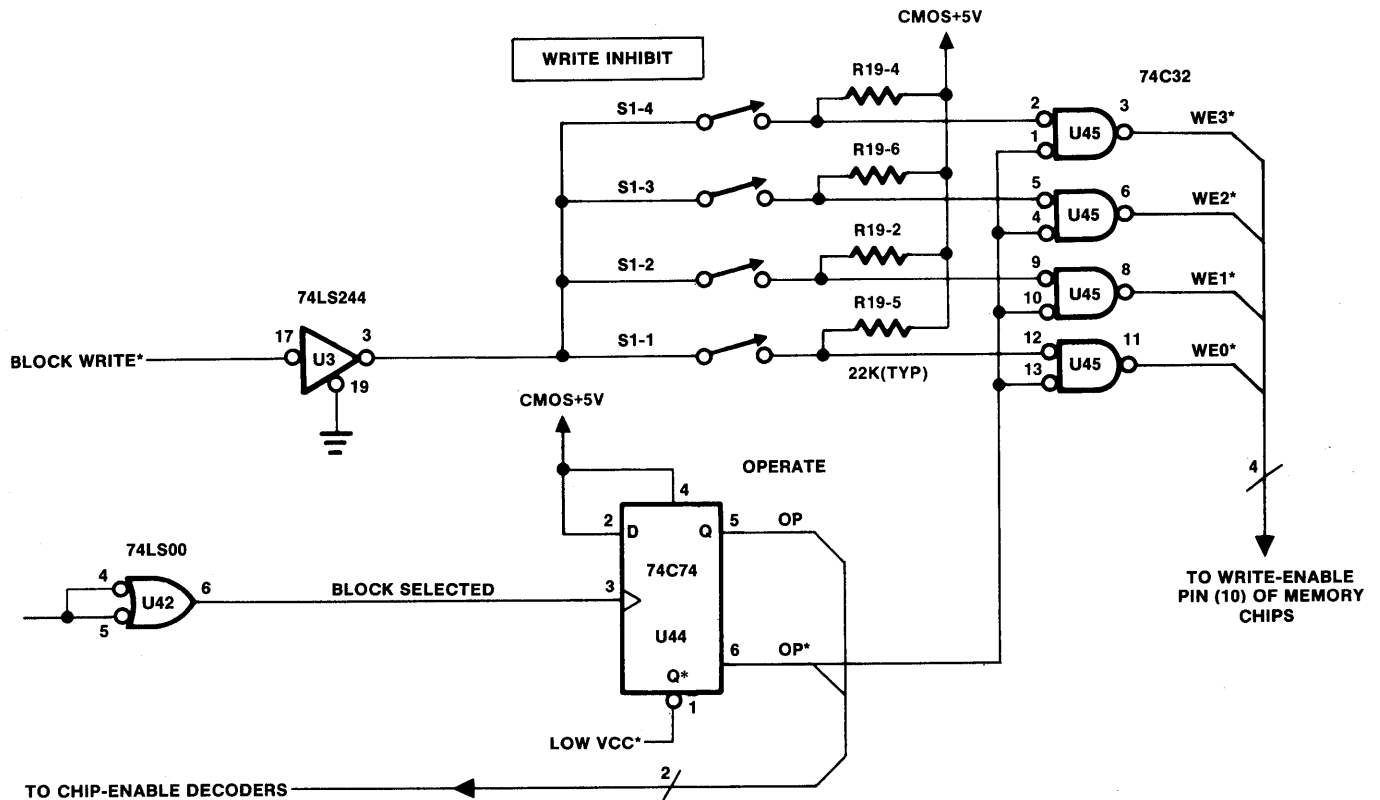 CMOS+5V
WRITE INHIBIT
R19-4
74C32
S1-4
2
3
WE3*
U45
1
R19-6
S1-3
5
6
WE2*
U45
4
R19-2
S1-2
9
8
WE1*
U45
10
74LS244
R19-5
17
3
S1-1
12
11
WE0*
BLOCK WRITE*
U3
U45
19
22K(TYP)
13
CMOS+5V
OPERATE
4
4
2
D
Q
5
OP
74LS00
74C74
4
6
BLOCK SELECTED
3
U42
TO WRITE-ENABLE
PIN (10) OF MEMORY
CHIPS
5
U44
6
OP*
Q*
1
LOW VCC*
2
TO CHIP-ENABLE DECODERS